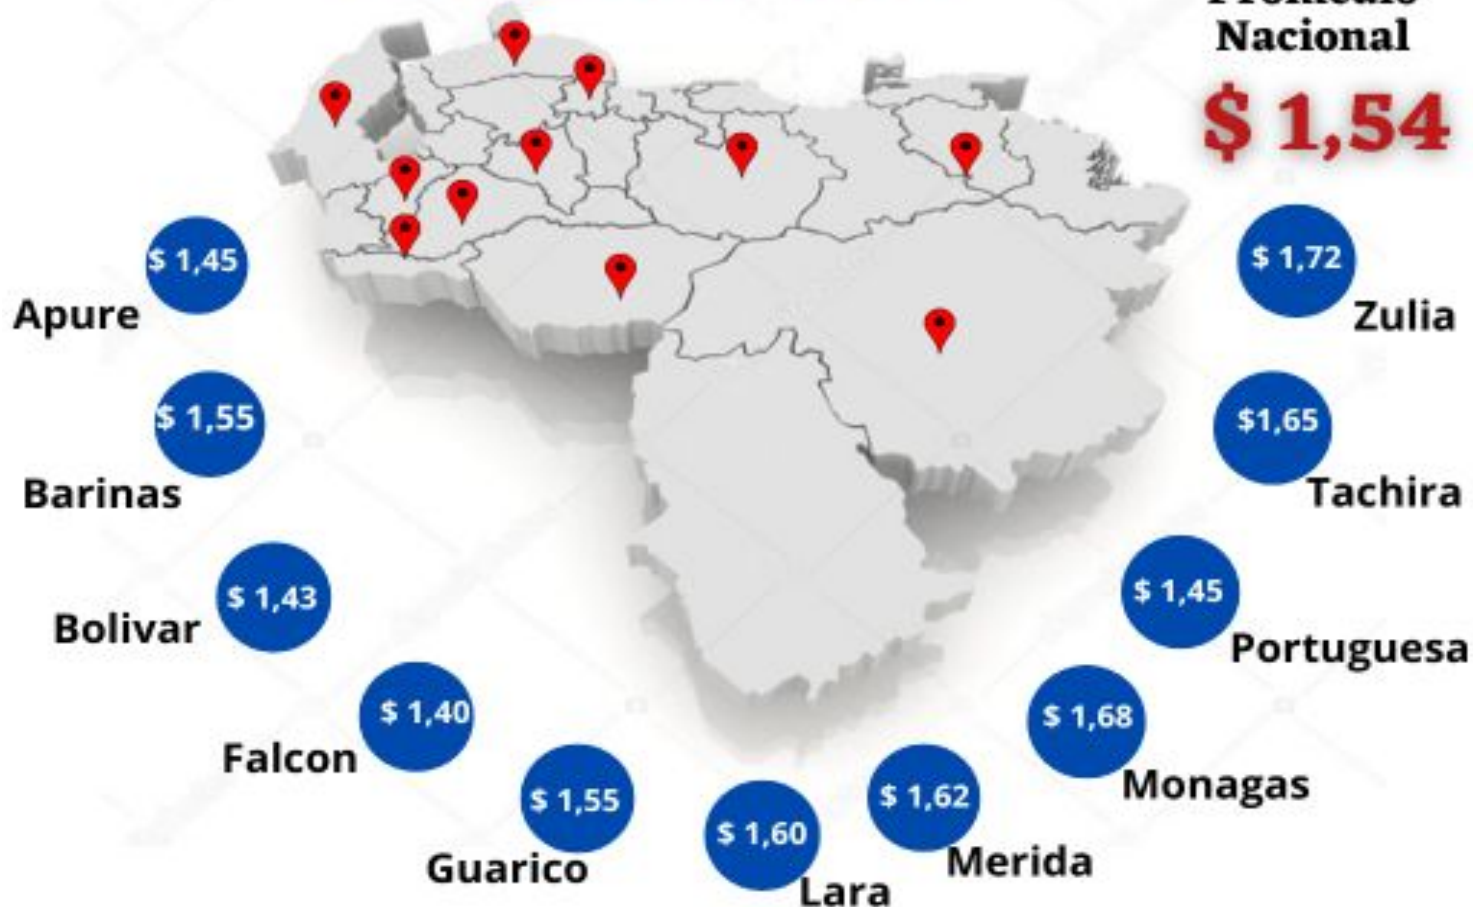 Promedio
Nacional
$ 1,54
$ 1,45
Apure
$ 1,55
Barinas
$ 1,43
Bolivar
$ 1,40
Falcon
$ 1,55
Guarico
$ 1,60
Lara
$ 1,62
Merida
$ 1,68
Monagas
$ 1,45
Portuguesa
$1,65
Tachira
$ 1,72
Zulia